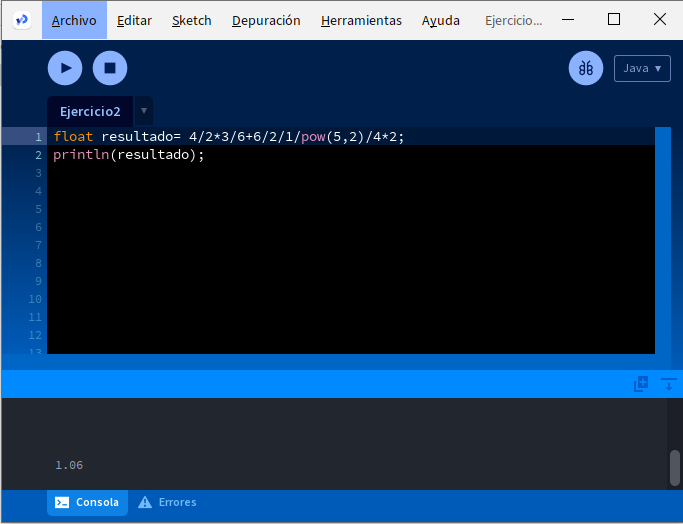 Archivo Editar Sketch Depuración Herramientas Ayuda Ejercicio...
Java ▾
Ejercicio2 ▾
1 float resultado= 4/2*3/6+6/2/1/pow(5,2)/4*2;
2 println(resultado);
3
4
5
6
7
8
9
10
11
12
13
1.06
Consola Errores